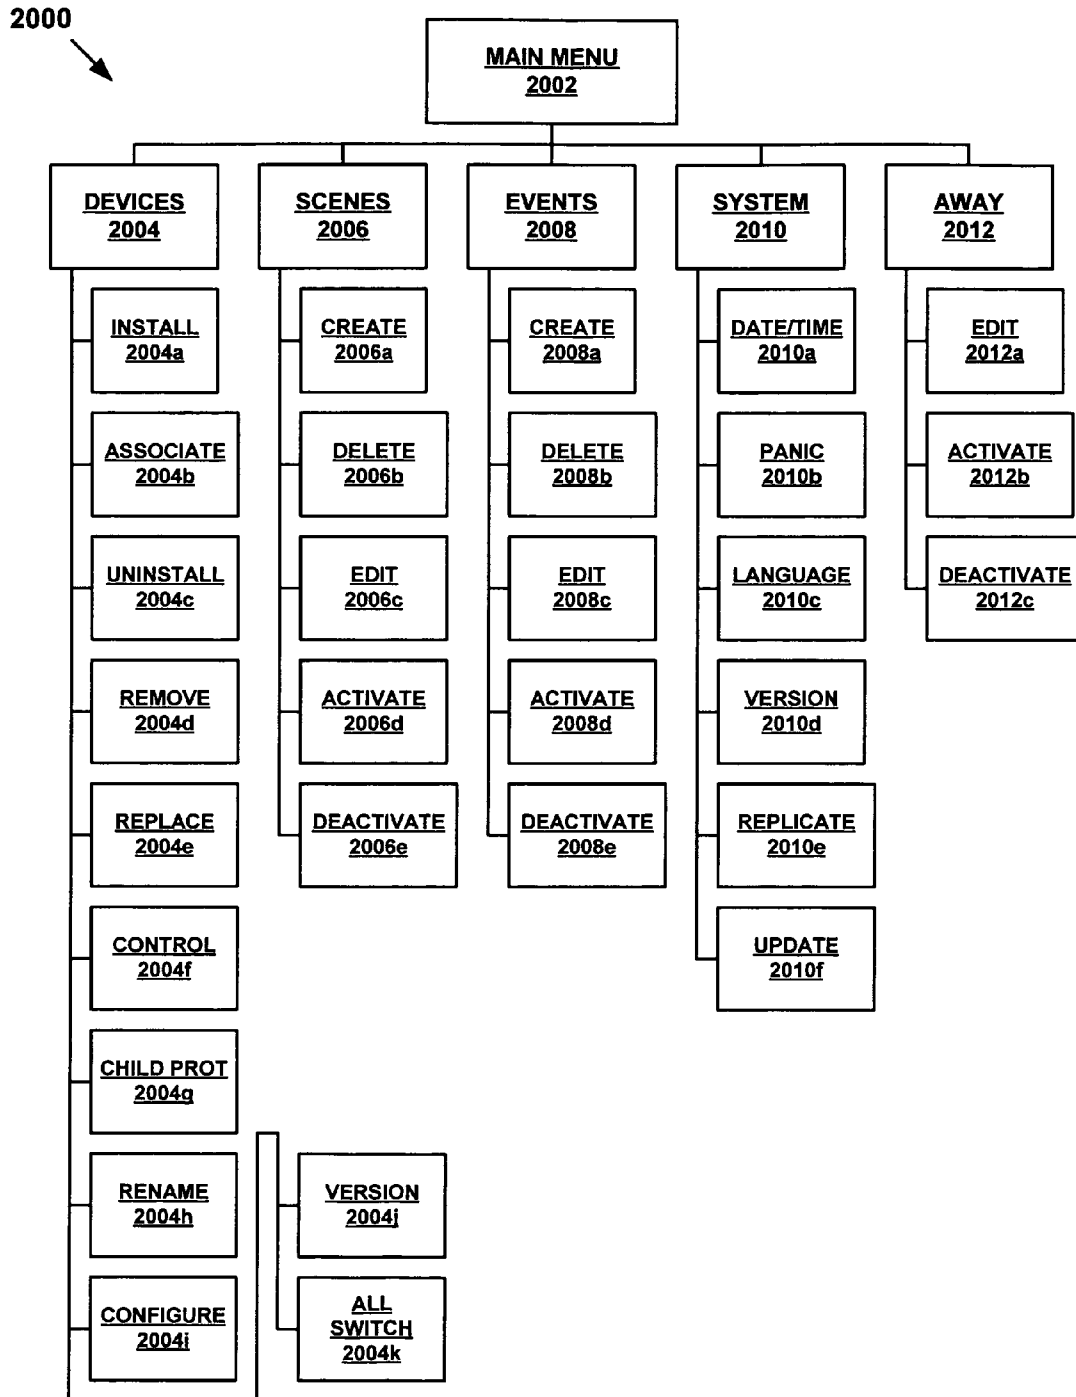 2000
MAIN MENU
2002
DEVICES
2004
SCENES
2006
EVENTS
2008
SYSTEM
2010
AWAY
2012
INSTALL
2004a
CREATE
2006a
CREATE
2008a
DATE/TIME
2010a
EDIT
2012a
ASSOCIATE
2004b
DELETE
2006b
DELETE
2008b
PANIC
2010b
ACTIVATE
2012b
UNINSTALL
2004c
EDIT
2006c
EDIT
2008c
LANGUAGE
2010c
DEACTIVATE
2012c
REMOVE
2004d
ACTIVATE
2006d
ACTIVATE
2008d
VERSION
2010d
REPLACE
2004e
DEACTIVATE
2006e
DEACTIVATE
2008e
REPLICATE
2010e
CONTROL
2004f
UPDATE
2010f
CHILD PROT
2004g
RENAME
2004h
VERSION
2004j
CONFIGURE
2004i
ALL
SWITCH
2004k